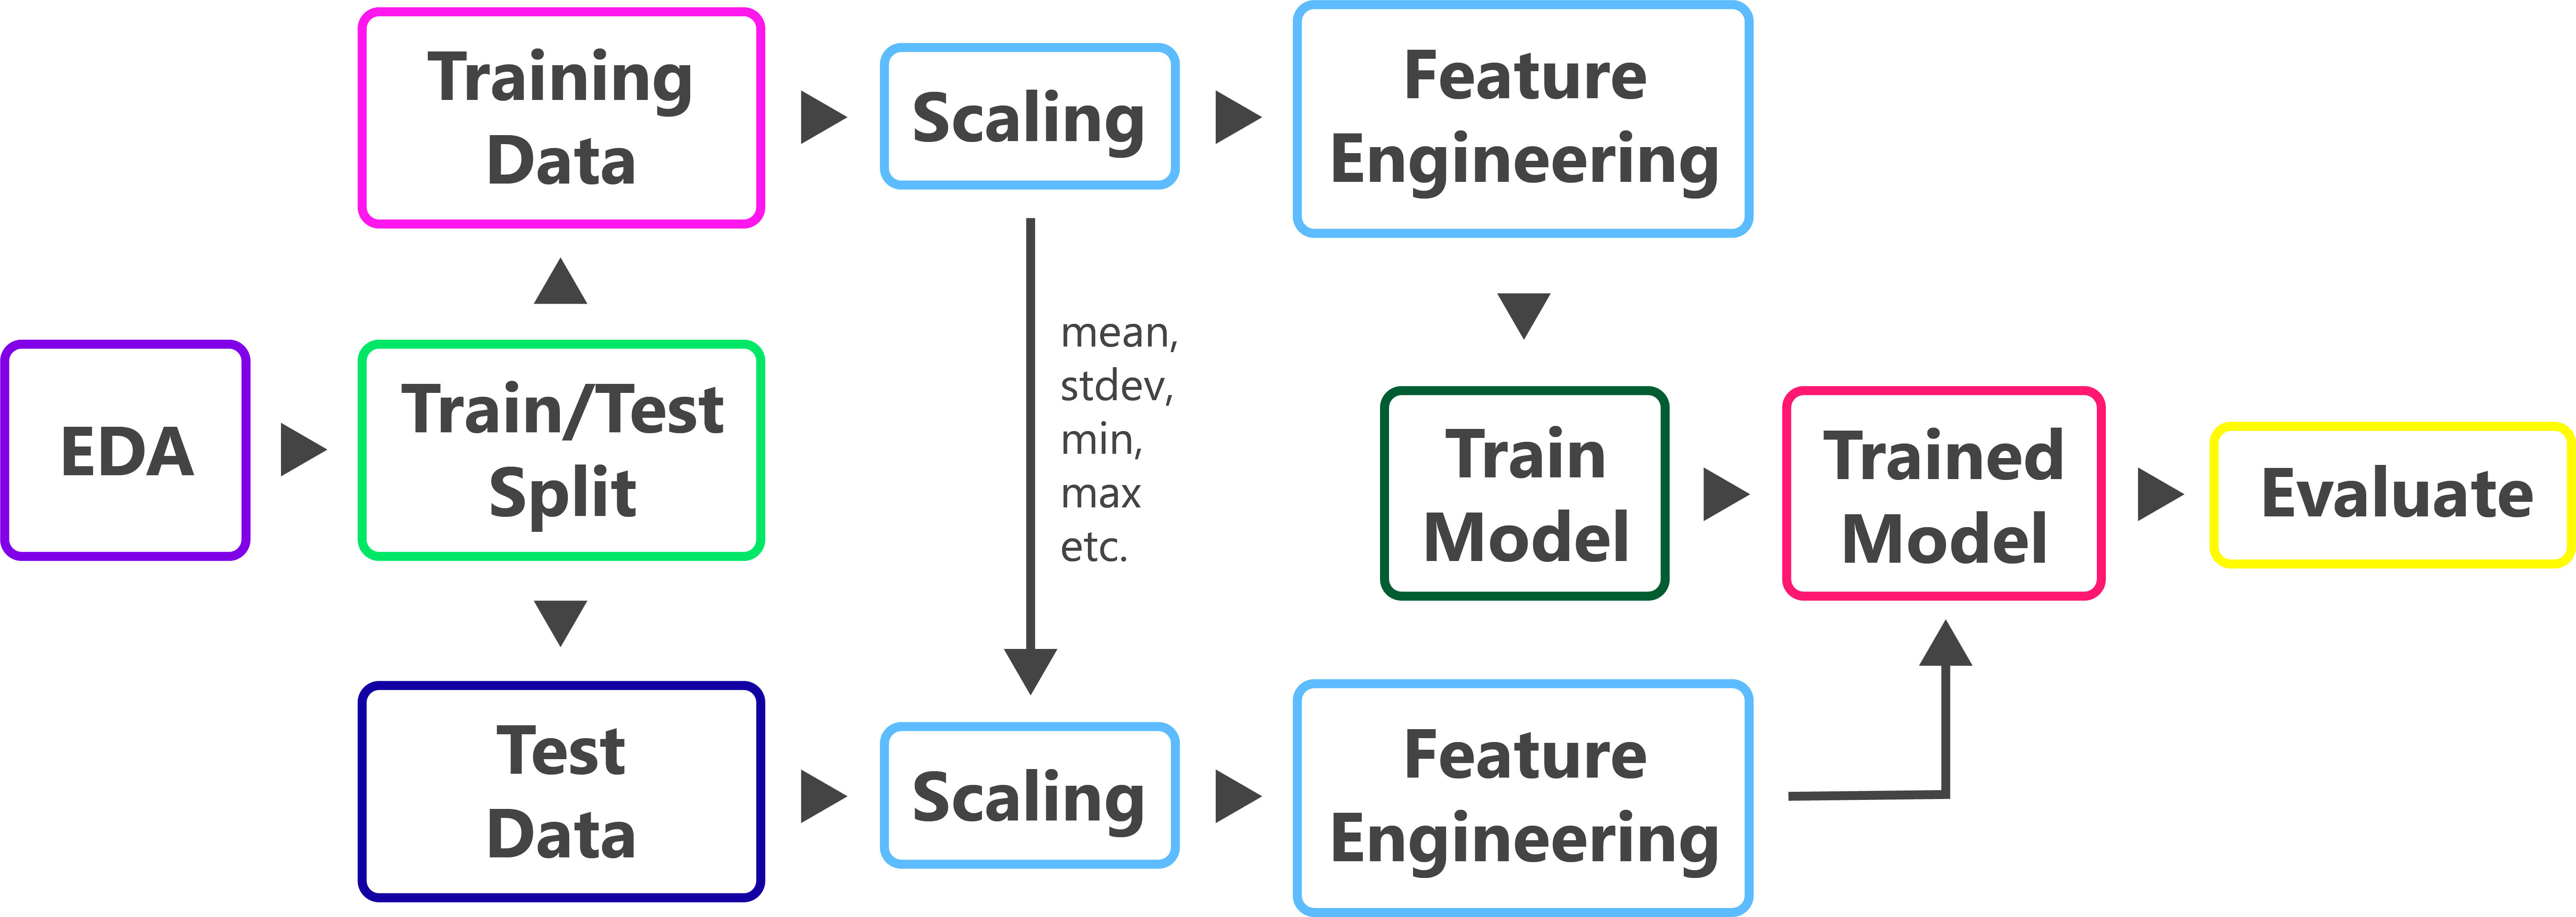 Training
Data
Scaling
Feature
Engineering
EDA
Train/Test
Split
mean,
stdev,
min,
max
etc.
Train
Model
Trained
Model
Evaluate
Test
Data
Scaling
Feature
Engineering